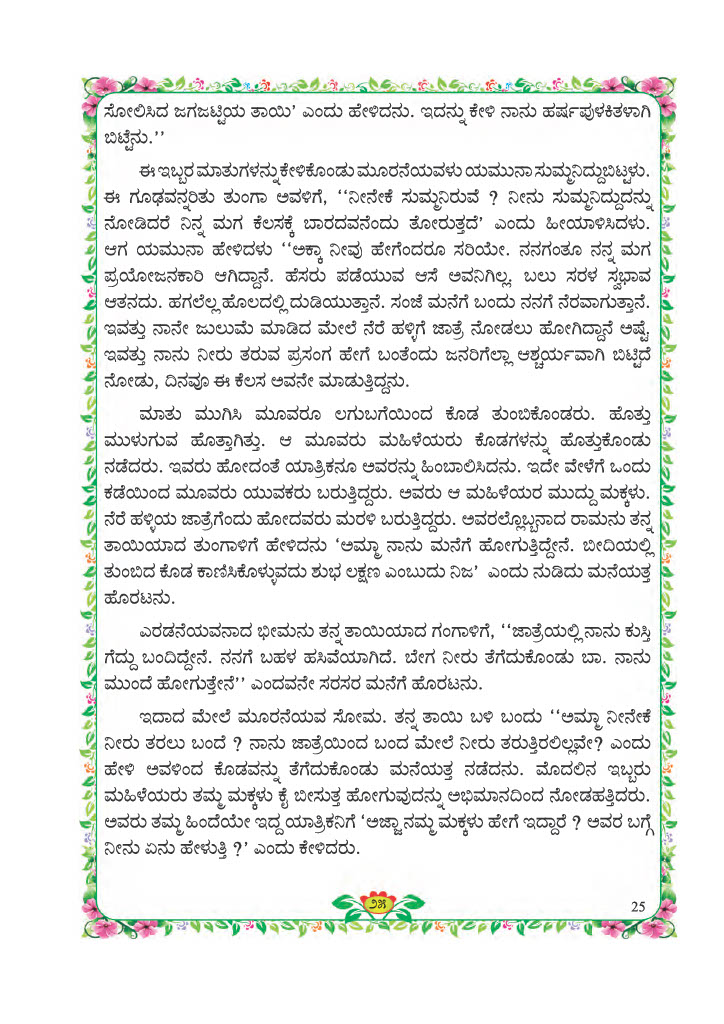 ಸೋಲಿಸಿದ ಜಗಜಟ್ಟಿಯ ತಾಯಿ’ ಎಂದು ಹೇಳಿದನು. ಇದನ್ನು ಕೇಳಿ ನಾನು ಹರ್ಷಪುಳಕಿತಳಾಗಿ
ಬಿಟ್ಟೆನು.’’
ಈ ಇಬ್ಬರ ಮಾತುಗಳನ್ನು ಕೇಳಿಕೊಂಡು ಮೂರನೆಯವಳು ಯಮುನಾ ಸುಮ್ಮನಿದ್ದು ಬಿಟ್ಟಳು.
ಈ ಗೂಢವನ್ನರಿತು ತುಂಗಾ ಅವಳಿಗೆ, ‘‘ನೀನೇಕೆ ಸುಮ್ಮನಿರುವೆ ? ನೀನು ಸುಮ್ಮನಿದ್ದುದನ್ನು
ನೋಡಿದರೆ ನಿನ್ನ ಮಗ ಕೆಲಸಕ್ಕೆ ಬಾರದವನೆಂದು ತೋರುತ್ತದೆ’ ಎಂದು ಹೀಯಾಳಿಸಿದಳು.
ಆಗ ಯಮುನಾ ಹೇಳಿದಳು ‘‘ಅಕ್ಕಾ ನೀವು ಹೇಗೆಂದರೂ ಸರಿಯೇ. ನನಗಂತೂ ನನ್ನ ಮಗ
ಪ್ರಯೋಜನಕಾರಿ ಆಗಿದ್ದಾನೆ. ಹೆಸರು ಪಡೆಯುವ ಆಸೆ ಅವನಿಗಿಲ್ಲ. ಬಲು ಸರಳ ಸ್ವಭಾವ
ಆತನದು. ಹಗಲೆಲ್ಲ ಹೊಲದಲ್ಲಿ ದುಡಿಯುತ್ತಾನೆ. ಸಂಜೆ ಮನೆಗೆ ಬಂದು ನನಗೆ ನೆರವಾಗುತ್ತಾನೆ.
ಇವತ್ತು ನಾನೇ ಜುಲುಮೆ ಮಾಡಿದ ಮೇಲೆ ನೆರೆ ಹಳ್ಳಿಗೆ ಜಾತ್ರೆ ನೋಡಲು ಹೋಗಿದ್ದಾನೆ ಅಷ್ಟೆ.
ಇವತ್ತು ನಾನು ನೀರು ತರುವ ಪ್ರಸಂಗ ಹೇಗೆ ಬಂತೆಂದು ಜನರಿಗೆಲ್ಲಾ ಆಶ್ಚರ್ಯವಾಗಿ ಬಿಟ್ಟಿದೆ
ನೋಡು, ದಿನವೂ ಈ ಕೆಲಸ ಅವನೇ ಮಾಡುತ್ತಿದ್ದನು.
ಮಾತು ಮುಗಿಸಿ ಮೂವರೂ ಲಗುಬಗೆಯಿಂದ ಕೊಡ ತುಂಬಿಕೊಂಡರು. ಹೊತ್ತು
ಮುಳುಗುವ ಹೊತ್ತಾಗಿತ್ತು. ಆ ಮೂವರು ಮಹಿಳೆಯರು ಕೊಡಗಳನ್ನು ಹೊತ್ತುಕೊಂಡು
ನಡೆದರು. ಇವರು ಹೋದಂತೆ ಯಾತ್ರಿಕನೂ ಅವರನ್ನು ಹಿಂಬಾಲಿಸಿದನು. ಇದೇ ವೇಳೆಗೆ ಒಂದು
ಕಡೆಯಿಂದ ಮೂವರು ಯುವಕರು ಬರುತ್ತಿದ್ದರು. ಅವರು ಆ ಮಹಿಳೆಯರ ಮುದ್ದು ಮಕ್ಕಳು.
ನೆರೆ ಹಳ್ಳಿಯ ಜಾತ್ರೆಗೆಂದು ಹೋದವರು ಮರಳಿ ಬರುತ್ತಿದ್ದರು. ಅವರಲ್ಲೊಬ್ಬನಾದ ರಾಮನು ತನ್ನ
ತಾಯಿಯಾದ ತುಂಗಾಳಿಗೆ ಹೇಳಿದನು ‘ಅಮ್ಮಾ ನಾನು ಮನೆಗೆ ಹೋಗುತ್ತಿದ್ದೇನೆ. ಬೀದಿಯಲ್ಲಿ
ತುಂಬಿದ ಕೊಡ ಕಾಣಿಸಿಕೊಳ್ಳುವದು ಶುಭ ಲಕ್ಷಣ ಎಂಬುದು ನಿಜ’ ಎಂದು ನುಡಿದು ಮನೆಯತ್ತ
ಹೊರಟನು.
ಎರಡನೆಯವನಾದ ಭೀಮನು ತನ್ನ ತಾಯಿಯಾದ ಗಂಗಾಳಿಗೆ, ‘‘ಜಾತ್ರೆಯಲ್ಲಿ ನಾನು ಕುಸ್ತಿ
ಗೆದ್ದು ಬಂದಿದ್ದೇನೆ. ನನಗೆ ಬಹಳ ಹಸಿವೆಯಾಗಿದೆ. ಬೇಗ ನೀರು ತೆಗೆದುಕೊಂಡು ಬಾ. ನಾನು
ಮುಂದೆ ಹೋಗುತ್ತೇನೆ’’ ಎಂದವನೇ ಸರಸರ ಮನೆಗೆ ಹೊರಟನು.
ಇದಾದ ಮೇಲೆ ಮೂರನೆಯವ ಸೋಮ. ತನ್ನ ತಾಯಿ ಬಳಿ ಬಂದು ‘‘ಅಮ್ಮಾ ನೀನೇಕೆ
ನೀರು ತರಲು ಬಂದೆ ? ನಾನು ಜಾತ್ರೆಯಿಂದ ಬಂದ ಮೇಲೆ ನೀರು ತರುತ್ತಿರಲಿಲ್ಲವೇ? ಎಂದು
ಹೇಳಿ ಅವಳಿಂದ ಕೊಡವನ್ನು ತೆಗೆದುಕೊಂಡು ಮನೆಯತ್ತ ನಡೆದನು. ಮೊದಲಿನ ಇಬ್ಬರು
ಮಹಿಳೆಯರು ತಮ್ಮ ಮಕ್ಕಳು ಕೈ ಬೀಸುತ್ತ ಹೋಗುವುದನ್ನು ಅಭಿಮಾನದಿಂದ ನೋಡಹತ್ತಿದರು.
ಅವರು ತಮ್ಮ ಹಿಂದೆಯೇ ಇದ್ದ ಯಾತ್ರಿಕನಿಗೆ ‘ಅಜ್ಜಾ ನಮ್ಮ ಮಕ್ಕಳು ಹೇಗೆ ಇದ್ದಾರೆ ? ಅವರ ಬಗ್ಗೆ
ನೀನು ಏನು ಹೇಳುತ್ತಿ ?’ ಎಂದು ಕೇಳಿದರು.
೨೫
25